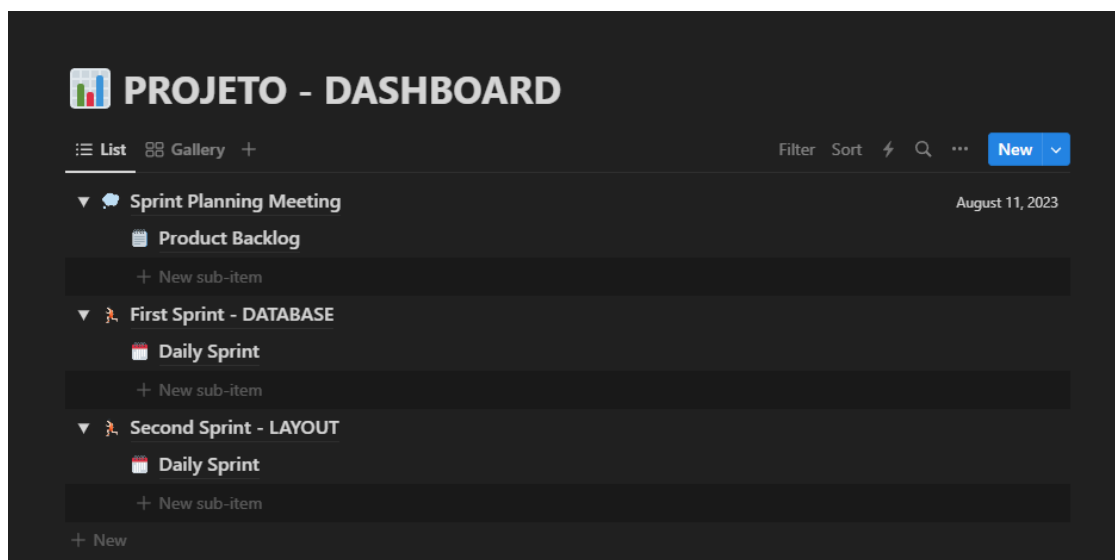 PROJETO - DASHBOARD
List Gallery + Filter Sort New
Sprint Planning Meeting August 11, 2023
Product Backlog
+ New sub-item
First Sprint - DATABASE
Daily Sprint
+ New sub-item
Second Sprint - LAYOUT
Daily Sprint
+ New sub-item
+ New